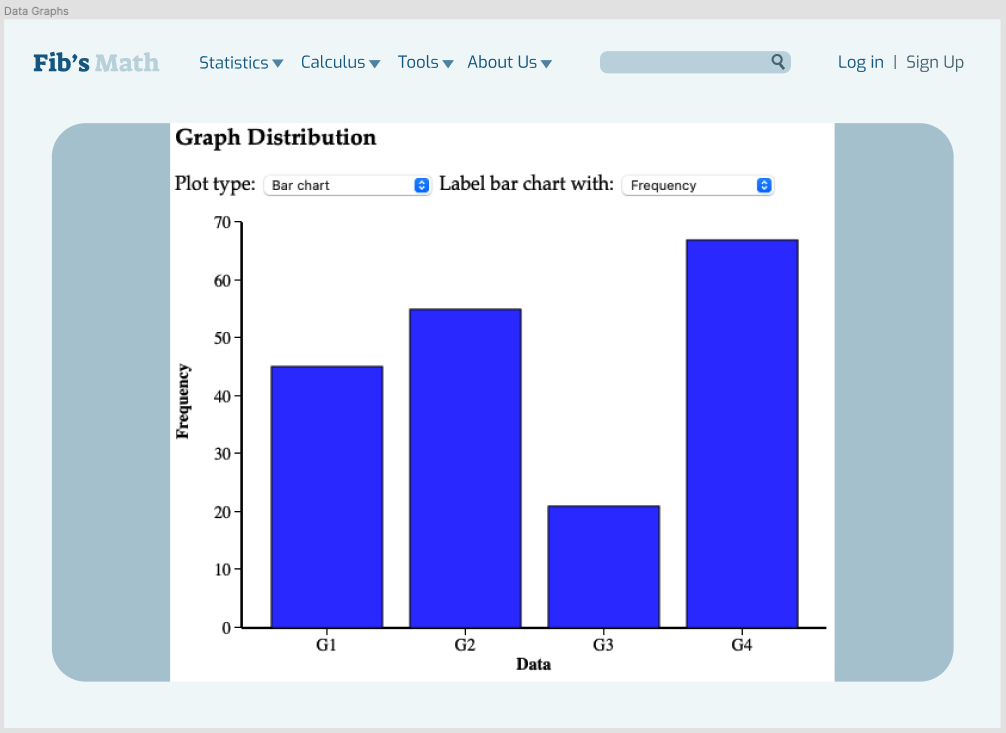 Data Graphs
Fib's Math Statistics Calculus Tools About Us Log in | Sign Up
Graph Distribution
Plot type: Bar chart Label bar chart with: Frequency
70
60
50
40
30
20
10
0
Frequency
G1 G2 G3 G4
Data